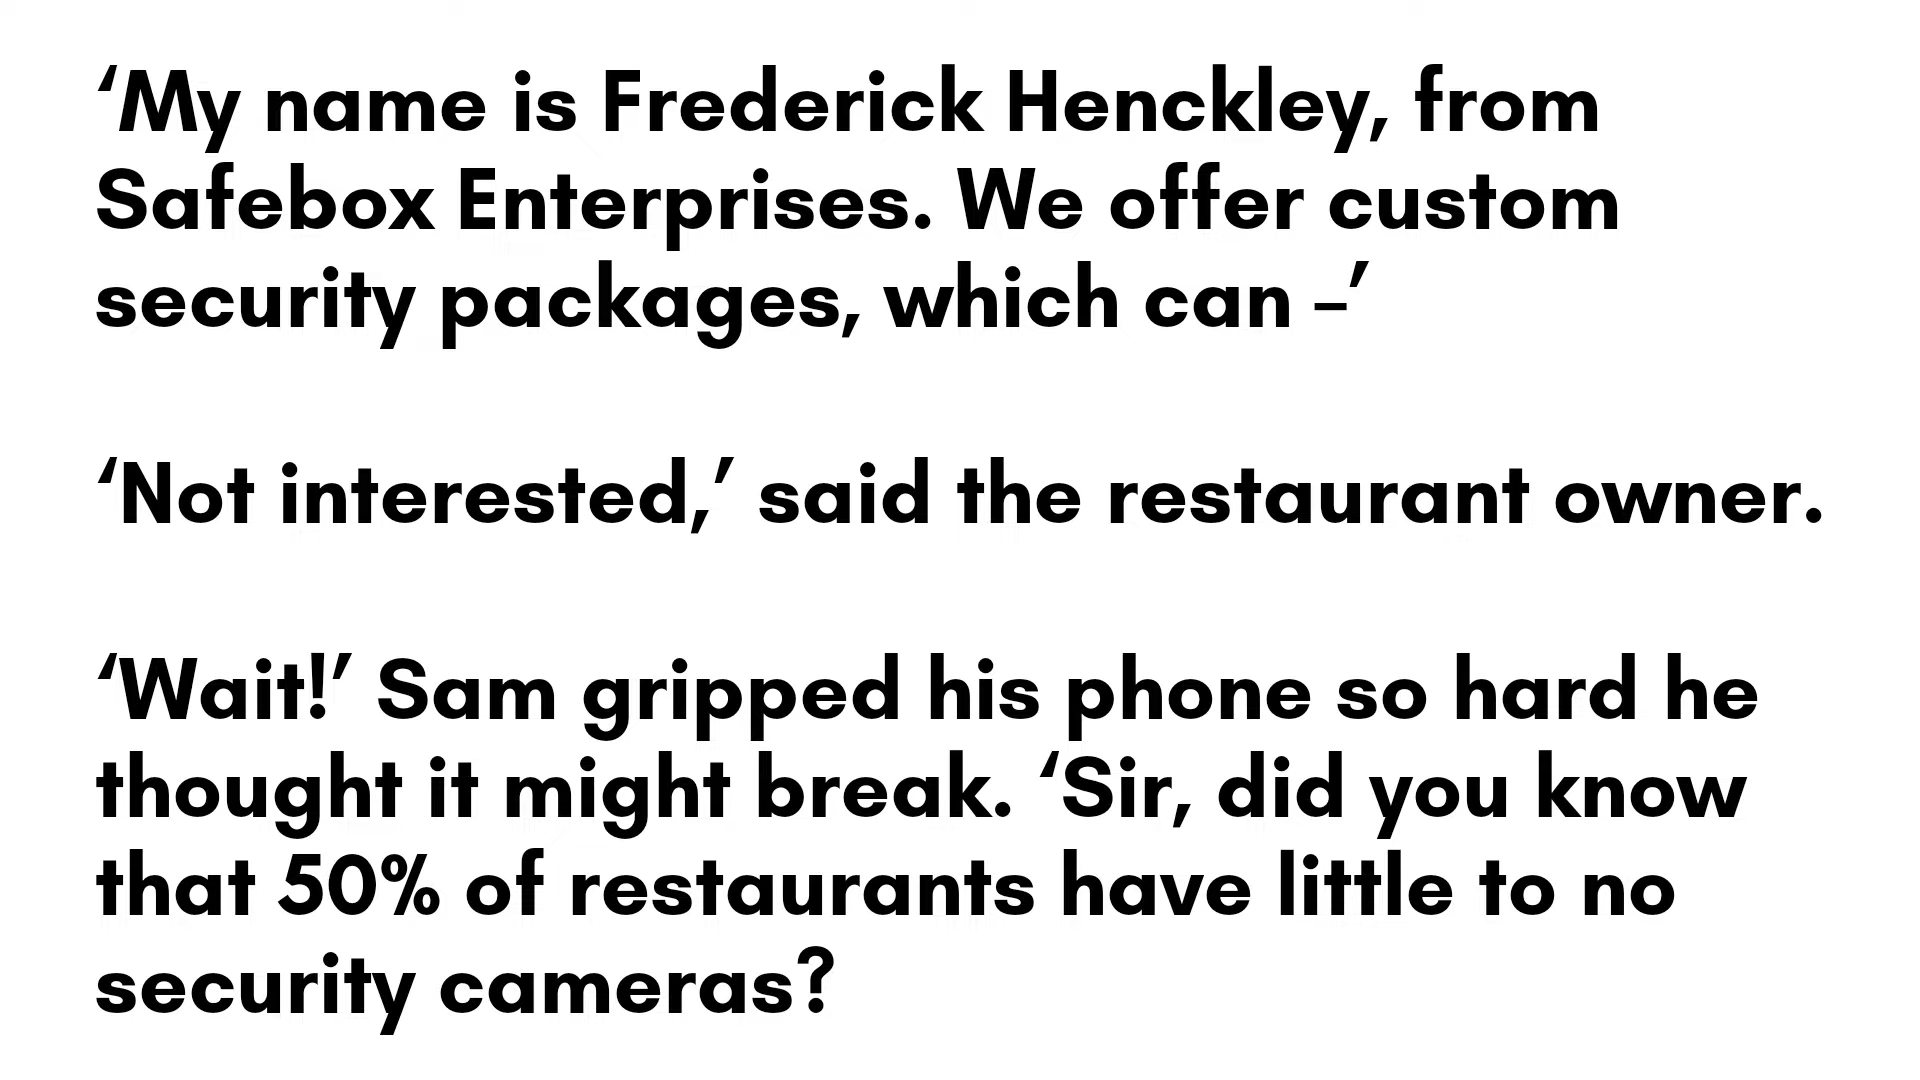 ‘My name is Frederick Henckley, from
Safebox Enterprises. We offer custom
security packages, which can –’
‘Not interested,’ said the restaurant owner.
‘Wait!’ Sam gripped his phone so hard he
thought it might break. ‘Sir, did you know
that 50% of restaurants have little to no
security cameras?